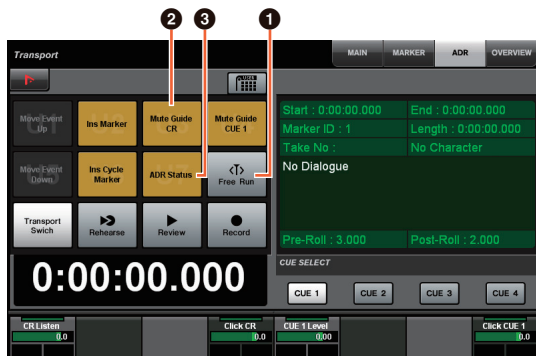 2 3 1
Transport MAIN MARKER ADR OVERVIEW
USER
Move Event Up Ins Marker Mute Guide CR Mute Guide CUE 1
Move Event Down Ins Cycle Marker ADR Status <T> Free Run
Transport Swich Rehearse Review Record
0:00:00.000
Start : 0:00:00.000 End : 0:00:00.000
Marker ID : 1 Length : 0:00:00.000
Take No : No Character
No Dialogue
Pre-Roll : 3.000 Post-Roll : 2.000
CUE SELECT
CUE 1 CUE 2 CUE 3 CUE 4
CR Listen Click CR CUE 1 Level Click CUE 1
0.0 0.0 0.00 0.0